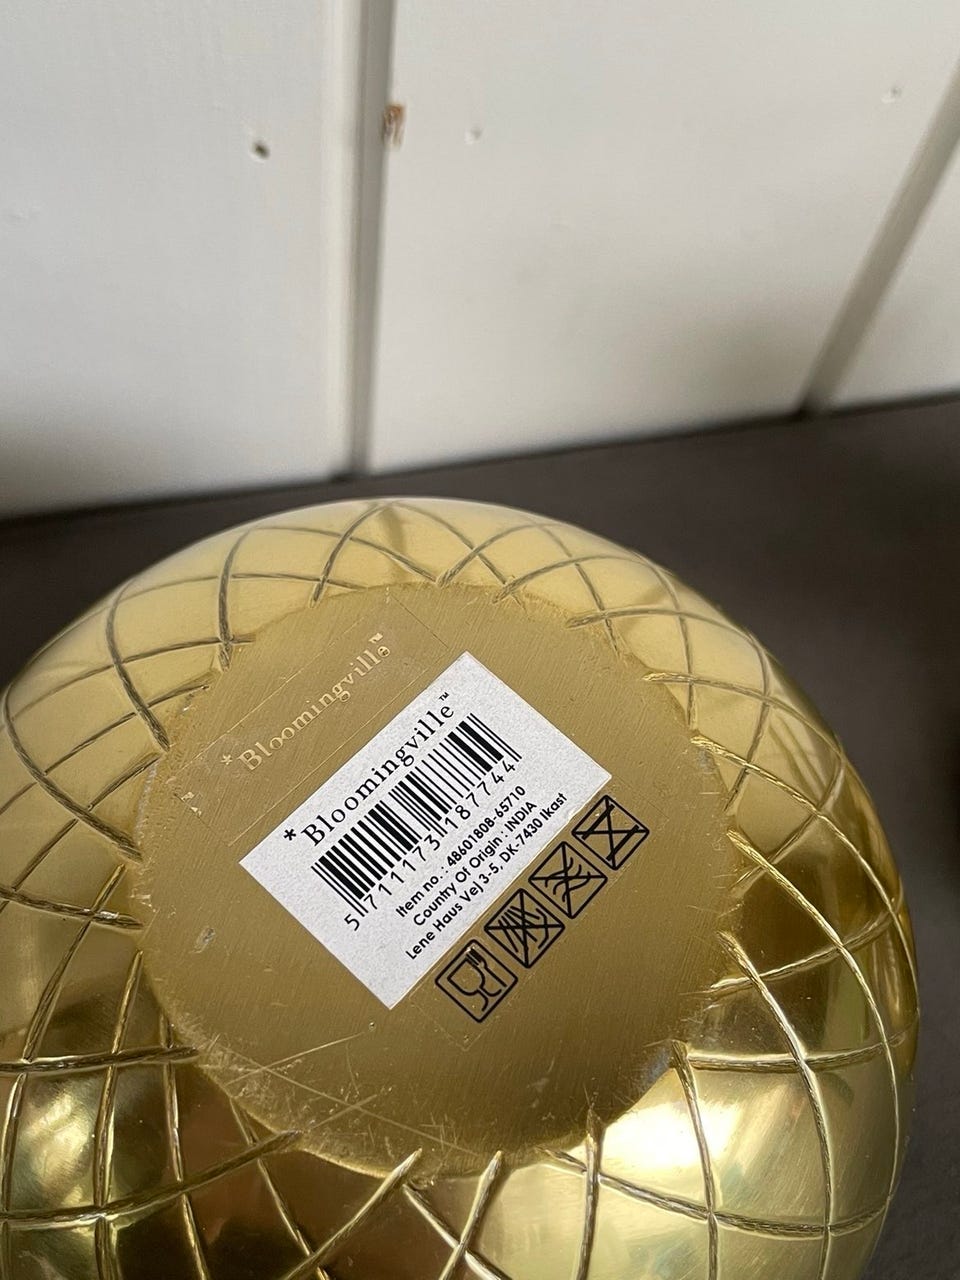 *Bloomingville™
*Bloomingville™
5 711173 187744
Item no.: 48601808-65710
Country Of Origin : INDIA
Lene Haus Vej 3-5, DK-7430 Ikast